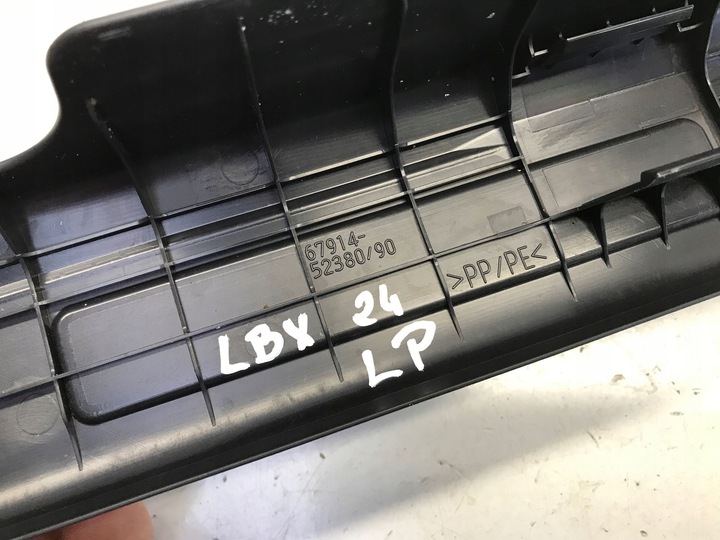 67914-
52380/90
>PP/PE<
LBX 24
LP